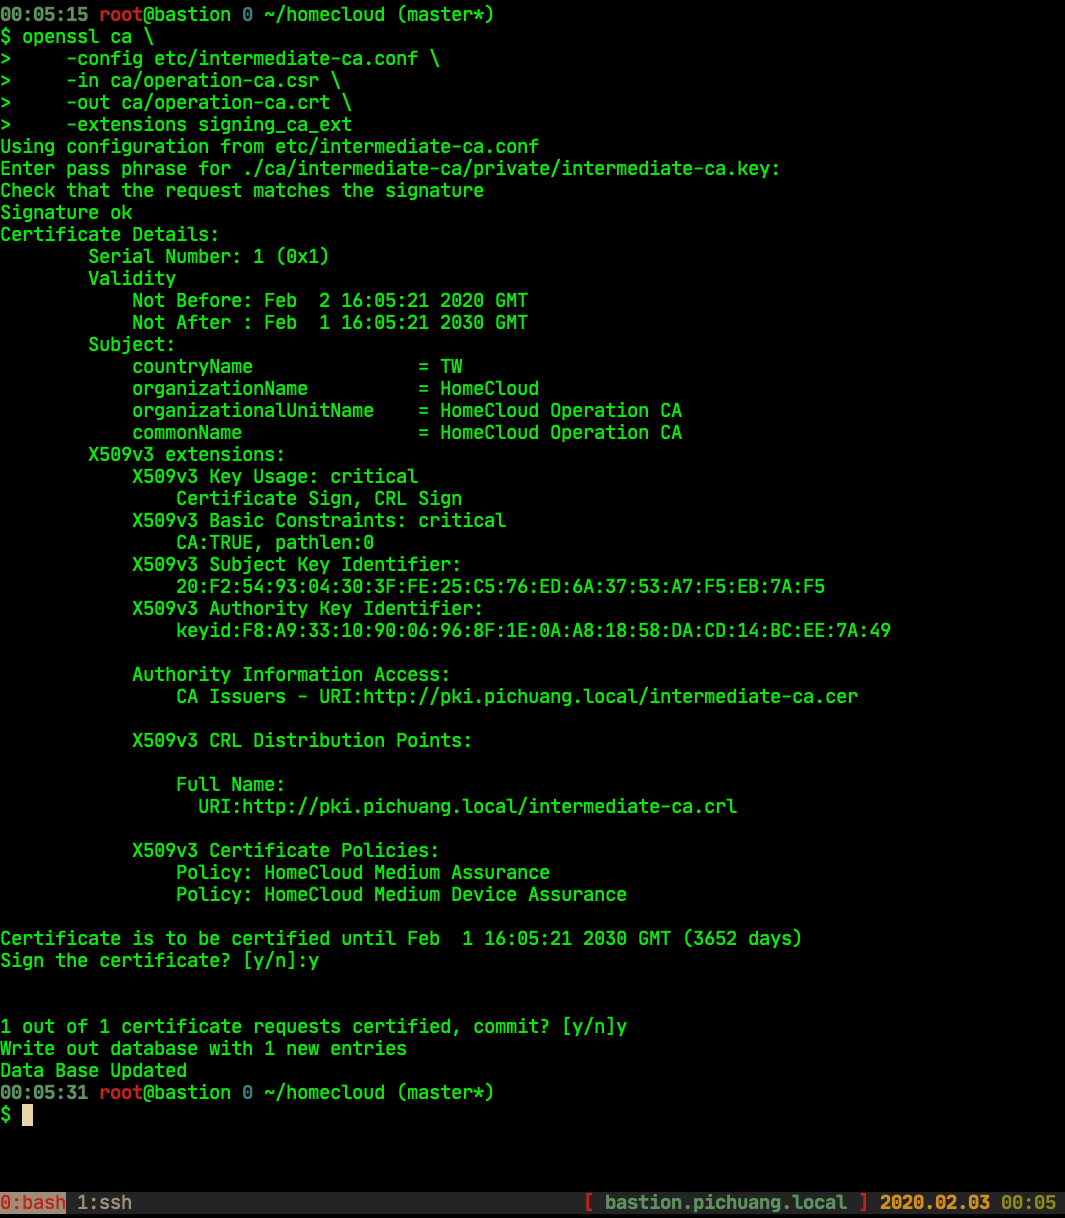 00:05:15 root@bastion 0 ~/homecloud (master*)
$ openssl ca \
>     -config etc/intermediate-ca.conf \
>     -in ca/operation-ca.csr \
>     -out ca/operation-ca.crt \
>     -extensions signing_ca_ext
Using configuration from etc/intermediate-ca.conf
Enter pass phrase for ./ca/intermediate-ca/private/intermediate-ca.key:
Check that the request matches the signature
Signature ok
Certificate Details:
        Serial Number: 1 (0x1)
        Validity
            Not Before: Feb  2 16:05:21 2020 GMT
            Not After : Feb  1 16:05:21 2030 GMT
        Subject:
            countryName               = TW
            organizationName          = HomeCloud
            organizationalUnitName    = HomeCloud Operation CA
            commonName                = HomeCloud Operation CA
        X509v3 extensions:
            X509v3 Key Usage: critical
                Certificate Sign, CRL Sign
            X509v3 Basic Constraints: critical
                CA:TRUE, pathlen:0
            X509v3 Subject Key Identifier:
                20:F2:54:93:04:30:3F:FE:25:C5:76:ED:6A:37:53:A7:F5:EB:7A:F5
            X509v3 Authority Key Identifier:
                keyid:F8:A9:33:10:90:06:96:8F:1E:0A:A8:18:58:DA:CD:14:BC:EE:7A:49
            Authority Information Access:
                CA Issuers - URI:http://pki.pichuang.local/intermediate-ca.cer
            X509v3 CRL Distribution Points:
                Full Name:
                  URI:http://pki.pichuang.local/intermediate-ca.crl
            X509v3 Certificate Policies:
                Policy: HomeCloud Medium Assurance
                Policy: HomeCloud Medium Device Assurance
Certificate is to be certified until Feb  1 16:05:21 2030 GMT (3652 days)
Sign the certificate? [y/n]:y
1 out of 1 certificate requests certified, commit? [y/n]y
Write out database with 1 new entries
Data Base Updated
00:05:31 root@bastion 0 ~/homecloud (master*)
$
0:bash 1:ssh [ bastion.pichuang.local ] 2020.02.03 00:05